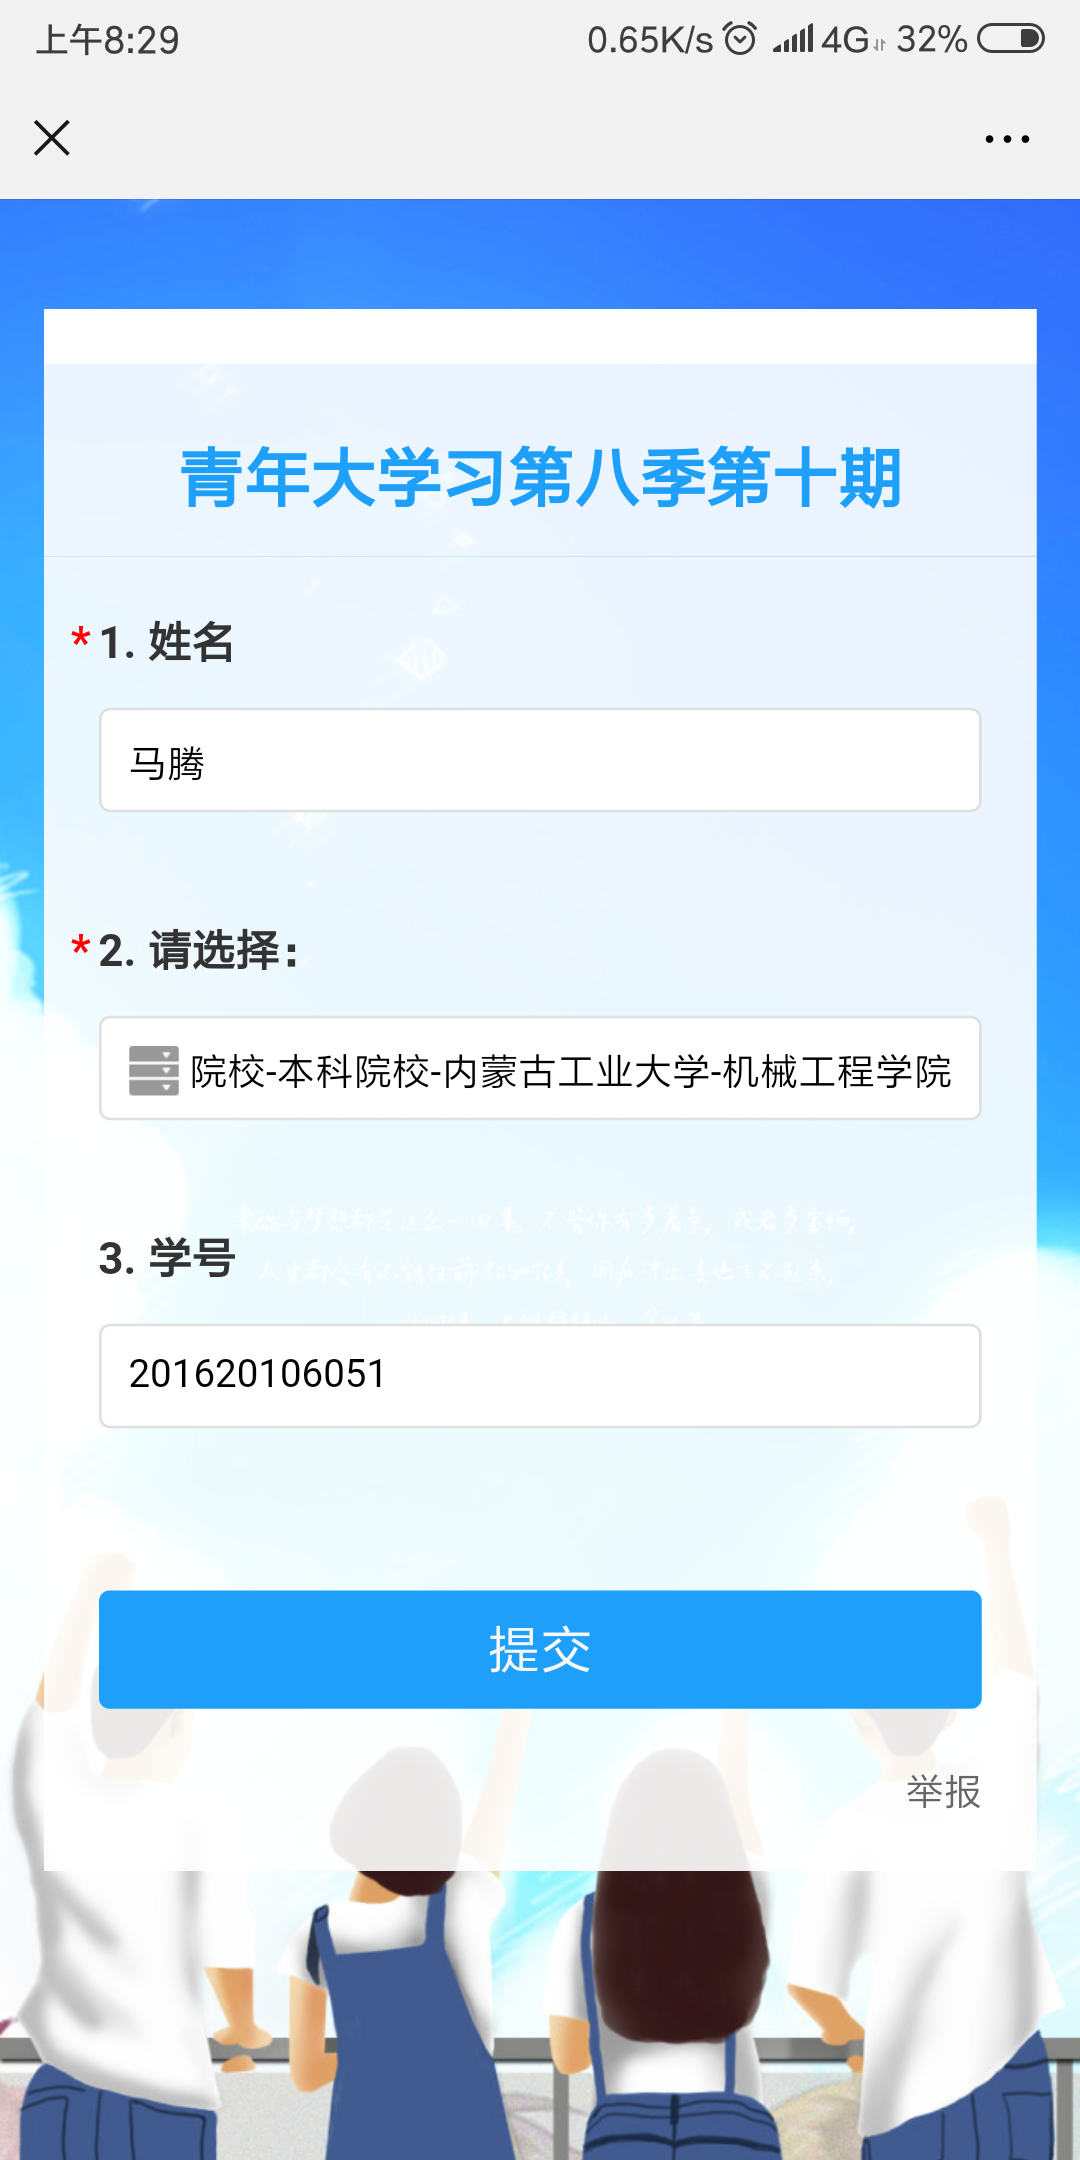 上午8:29
0.65K/s 4G 32%
青年大学习第八季第十期
*1. 姓名
马腾
*2. 请选择：
院校-本科院校-内蒙古工业大学-机械工程学院
3. 学号
201620106051
提交
举报